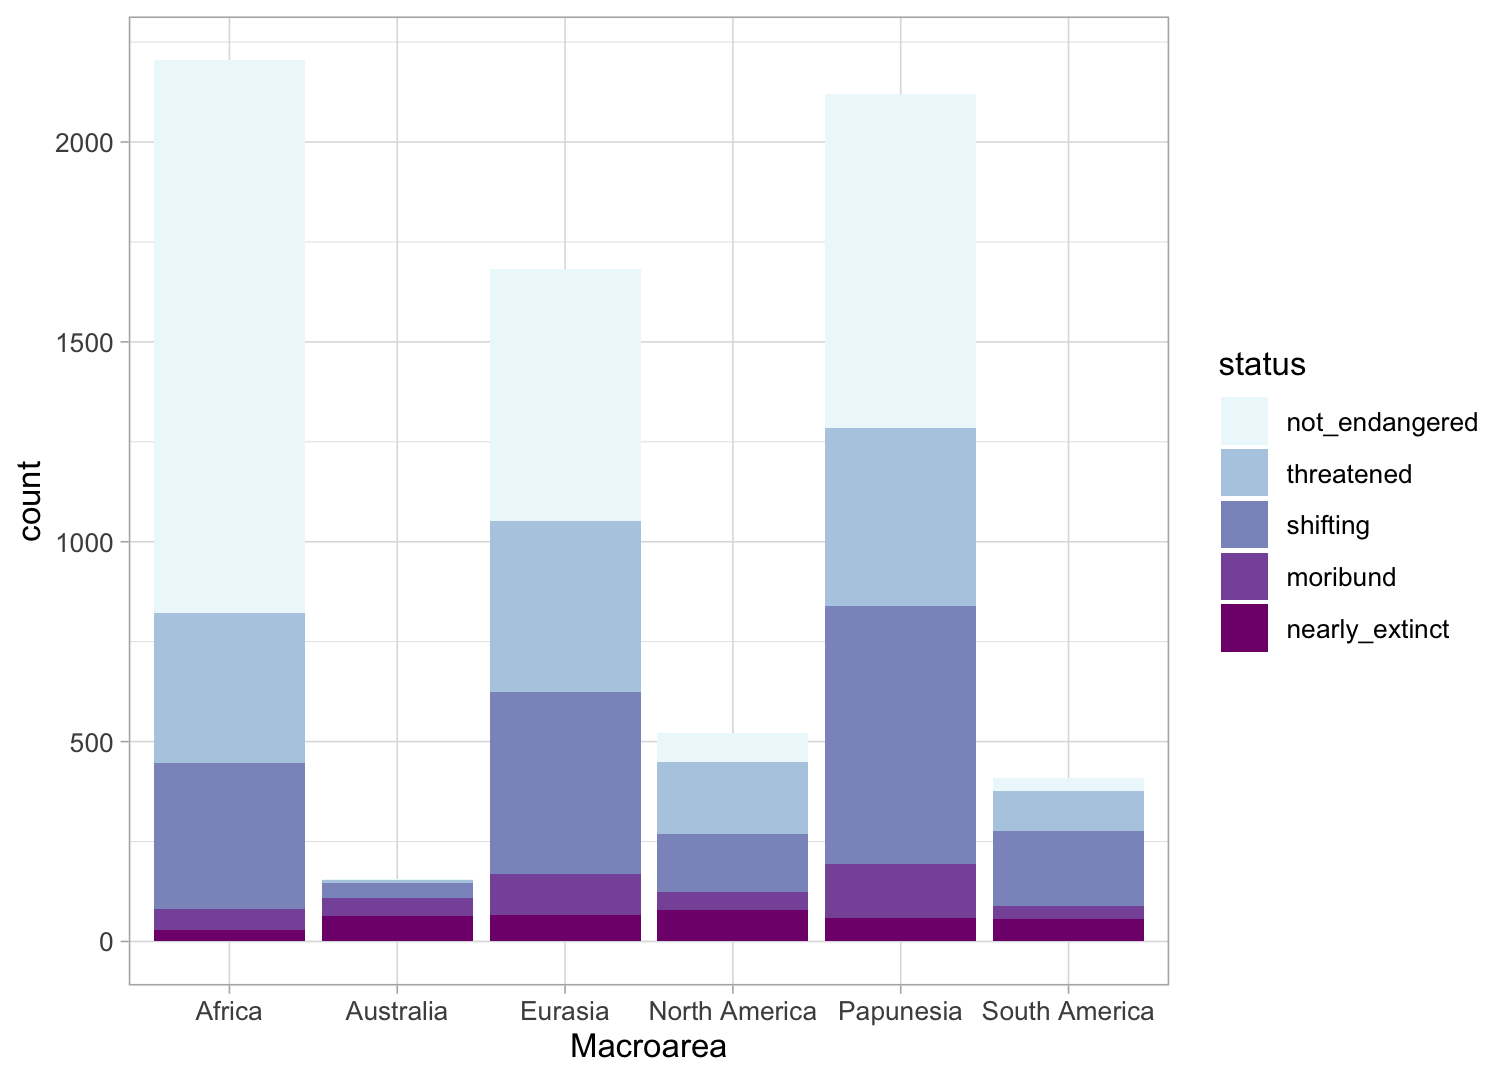 2000
1500
1000
500
0
count
Africa Australia Eurasia North America Papunesia South America
Macroarea
status
not_endangered
threatened
shifting
moribund
nearly_extinct